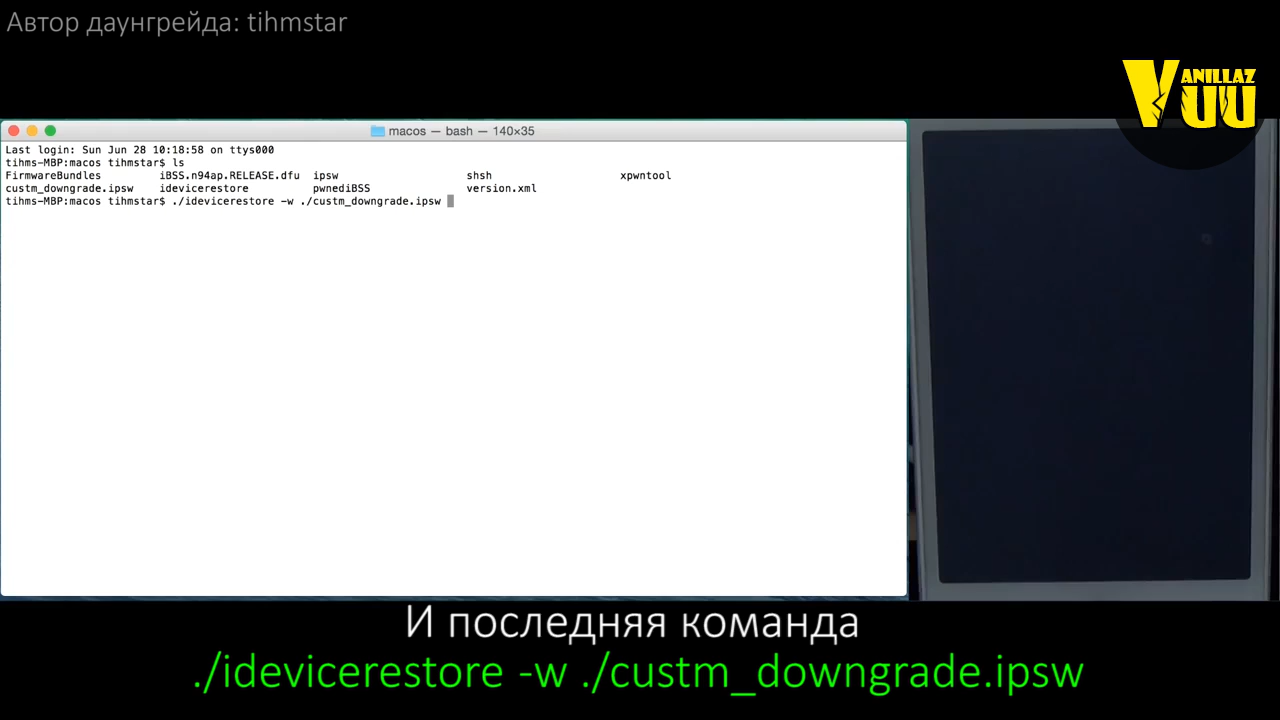 Автор даунгрейда: tihmstar
VANILLAZ
VUU
macos — bash — 140×35
Last login: Sun Jun 28 10:18:58 on ttys000
tihms-MBP:macos tihmstar$ ls
FirmwareBundles iBSS.n94ap.RELEASE.dfu ipsw shsh xpwntool
custm_downgrade.ipsw idevicerestore pwnediBSS version.xml
tihms-MBP:macos tihmstar$ ./idevicerestore -w ./custm_downgrade.ipsw
И последняя команда
./idevicerestore -w ./custm_downgrade.ipsw